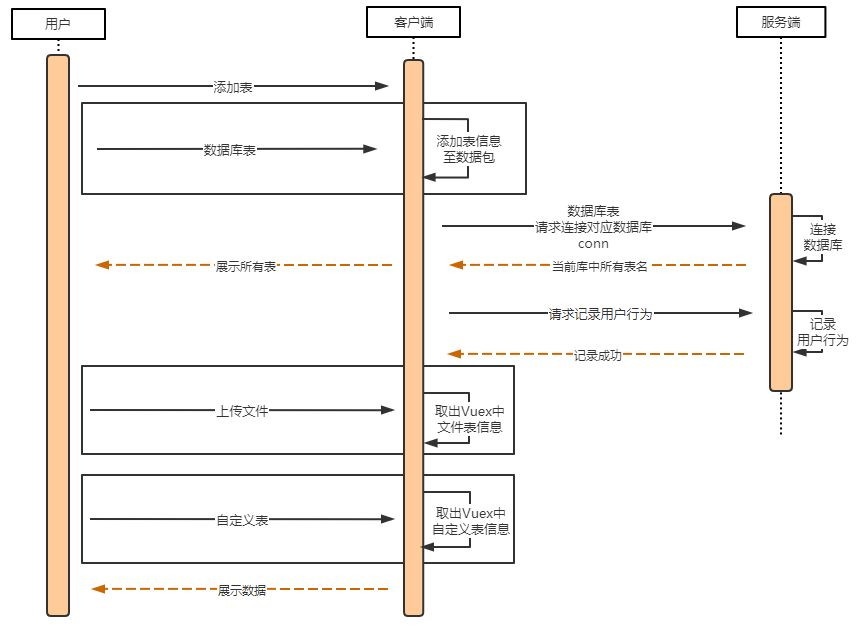 用户
客户端
服务端
添加表
数据库表
添加表信息
至数据包
数据库表
请求连接对应数据库
conn
连接
数据库
展示所有表
当前库中所有表名
请求记录用户行为
记录
用户行为
记录成功
上传文件
取出Vuex中
文件表信息
自定义表
取出Vuex中
自定义表信息
展示数据